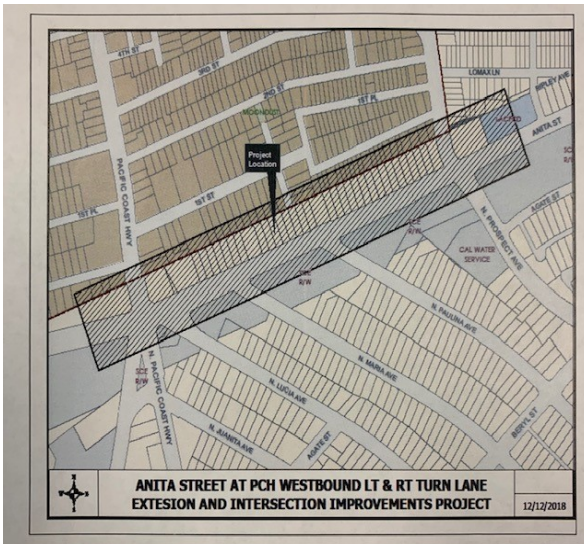 4TH ST
3RD ST
2ND ST
1ST PL
1ST ST
1ST PL
PACIFIC COAST HWY
LOMAX LN
RIPLEY AVE
ANITA ST
Project
Location
SCE
R/W
SCE
R/W
AGATE ST
N. PROSPECT AVE
CAL WATER
SERVICE
N. PAULINA AVE
N. MARIA AVE
N. LUCIA AVE
N. JUANITA AVE
AGATE ST
BERYL ST
SCE
R/W
N. PACIFIC COAST HWY
N
ANITA STREET AT PCH WESTBOUND LT & RT TURN LANE
EXTESION AND INTERSECTION IMPROVEMENTS PROJECT
12/12/2018